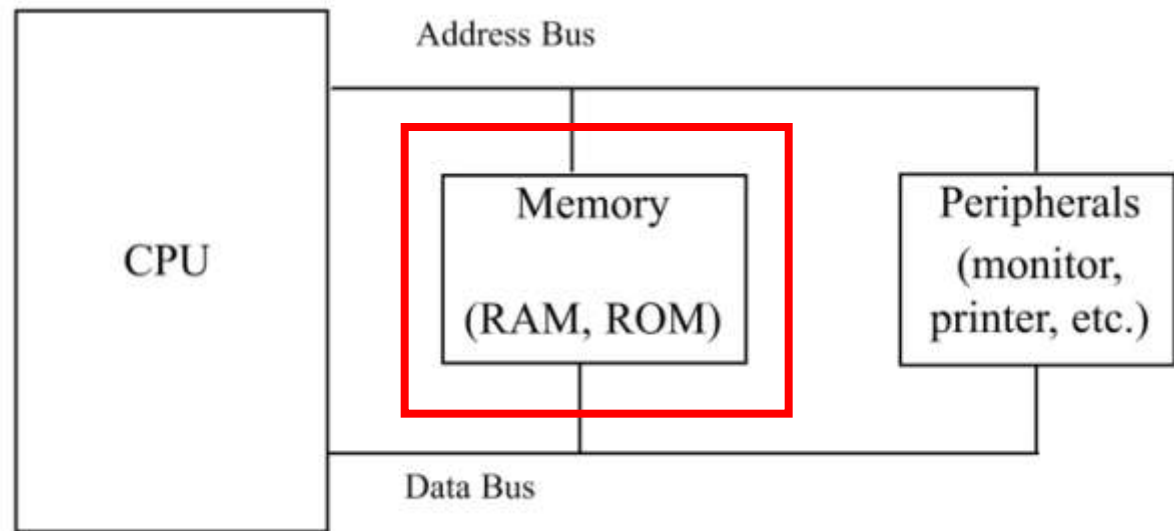 Address Bus
CPU
Memory
(RAM, ROM)
Peripherals
(monitor,
printer, etc.)
Data Bus